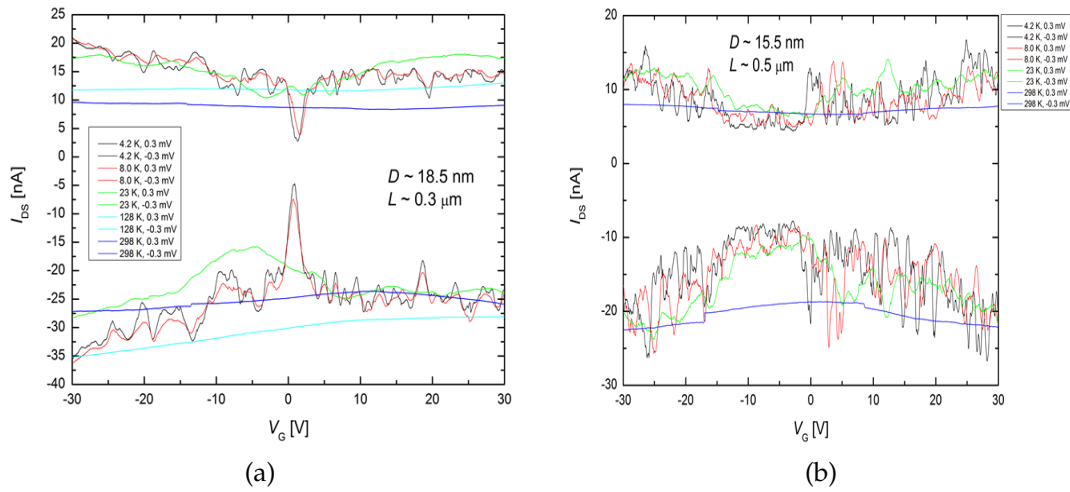 20
15
10
5
0
-5
-10
-15
-20
-25
-30
-35
-40
I_DS [nA]
4.2 K, 0.3 mV
4.2 K, -0.3 mV
8.0 K, 0.3 mV
8.0 K, -0.3 mV
23 K, 0.3 mV
23 K, -0.3 mV
128 K, 0.3 mV
128 K, -0.3 mV
298 K, 0.3 mV
298 K, -0.3 mV
D ~ 18.5 nm
L ~ 0.3 μm
-30 -20 -10 0 10 20 30
V_G [V]
(a)
20
10
0
-10
-20
-30
I_DS [nA]
D ~ 15.5 nm
L ~ 0.5 μm
4.2 K, 0.3 mV
4.2 K, -0.3 mV
8.0 K, 0.3 mV
8.0 K, -0.3 mV
23 K, 0.3 mV
23 K, -0.3 mV
298 K, 0.3 mV
298 K, -0.3 mV
-30 -20 -10 0 10 20 30
V_G [V]
(b)